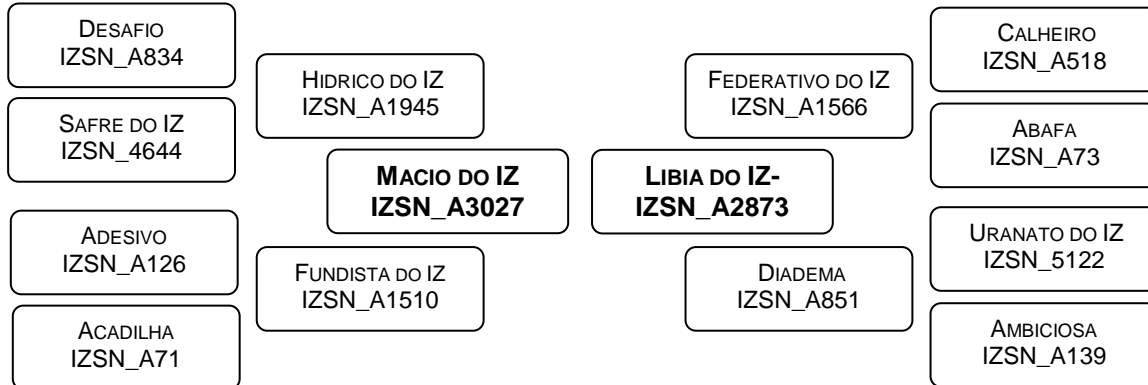 DESAFIO
IZSN_A834
SAFRE DO IZ
IZSN_4644
ADESIVO
IZSN_A126
ACADILHA
IZSN_A71
HIDRICO DO IZ
IZSN_A1945
FUNDISTA DO IZ
IZSN_A1510
MACIO DO IZ
IZSN_A3027
LIBIA DO IZ-
IZSN_A2873
FEDERATIVO DO IZ
IZSN_A1566
DIADEMA
IZSN_A851
CALHEIRO
IZSN_A518
ABAFA
IZSN_A73
URANATO DO IZ
IZSN_5122
AMBICIOSA
IZSN_A139